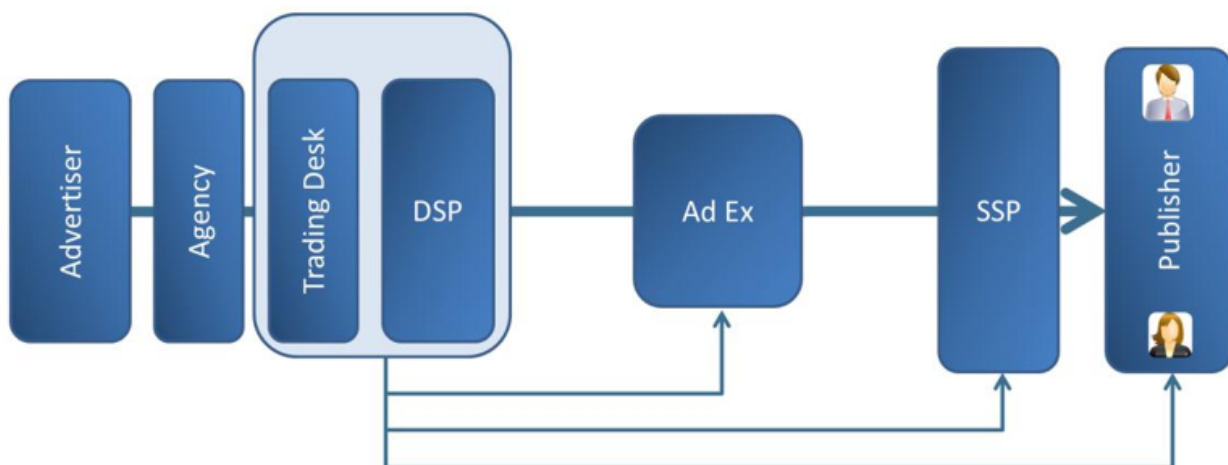 Advertiser
Agency
Trading Desk
DSP
Ad Ex
SSP
Publisher